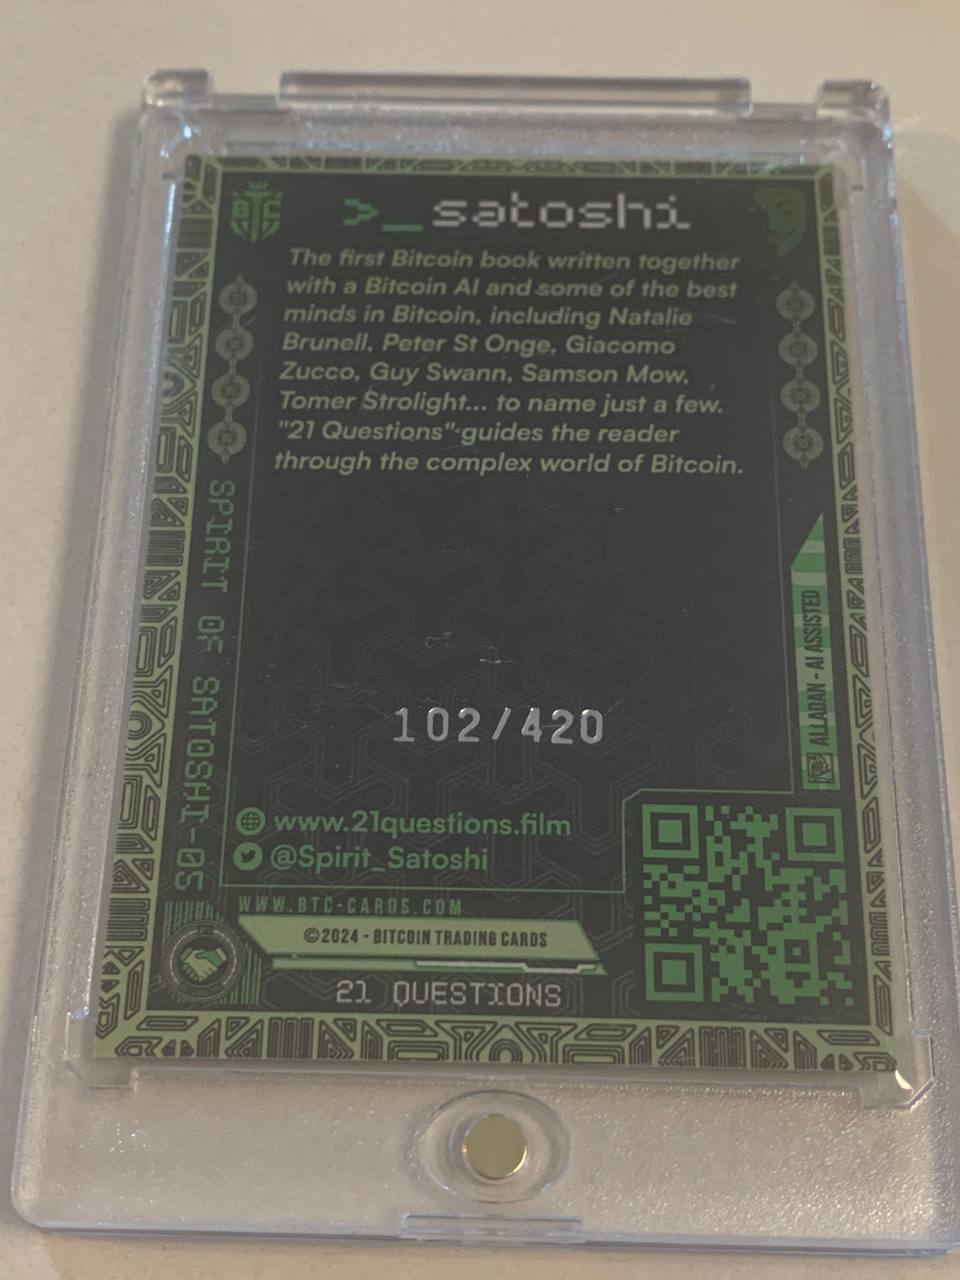 BTC
>_satoshi
The first Bitcoin book written together
with a Bitcoin AI and some of the best
minds in Bitcoin, including Natalie
Brunell, Peter St Onge, Giacomo
Zucco, Guy Swann, Samson Mow,
Tomer Strolight... to name just a few.
"21 Questions" guides the reader
through the complex world of Bitcoin.
SPIRIT OF SATOSHI-OS
ALLADAN - AI ASSISTED
102/420
www.21questions.film
@Spirit_Satoshi
WWW.BTC-CARDS.COM
©2024 - BITCOIN TRADING CARDS
21 QUESTIONS